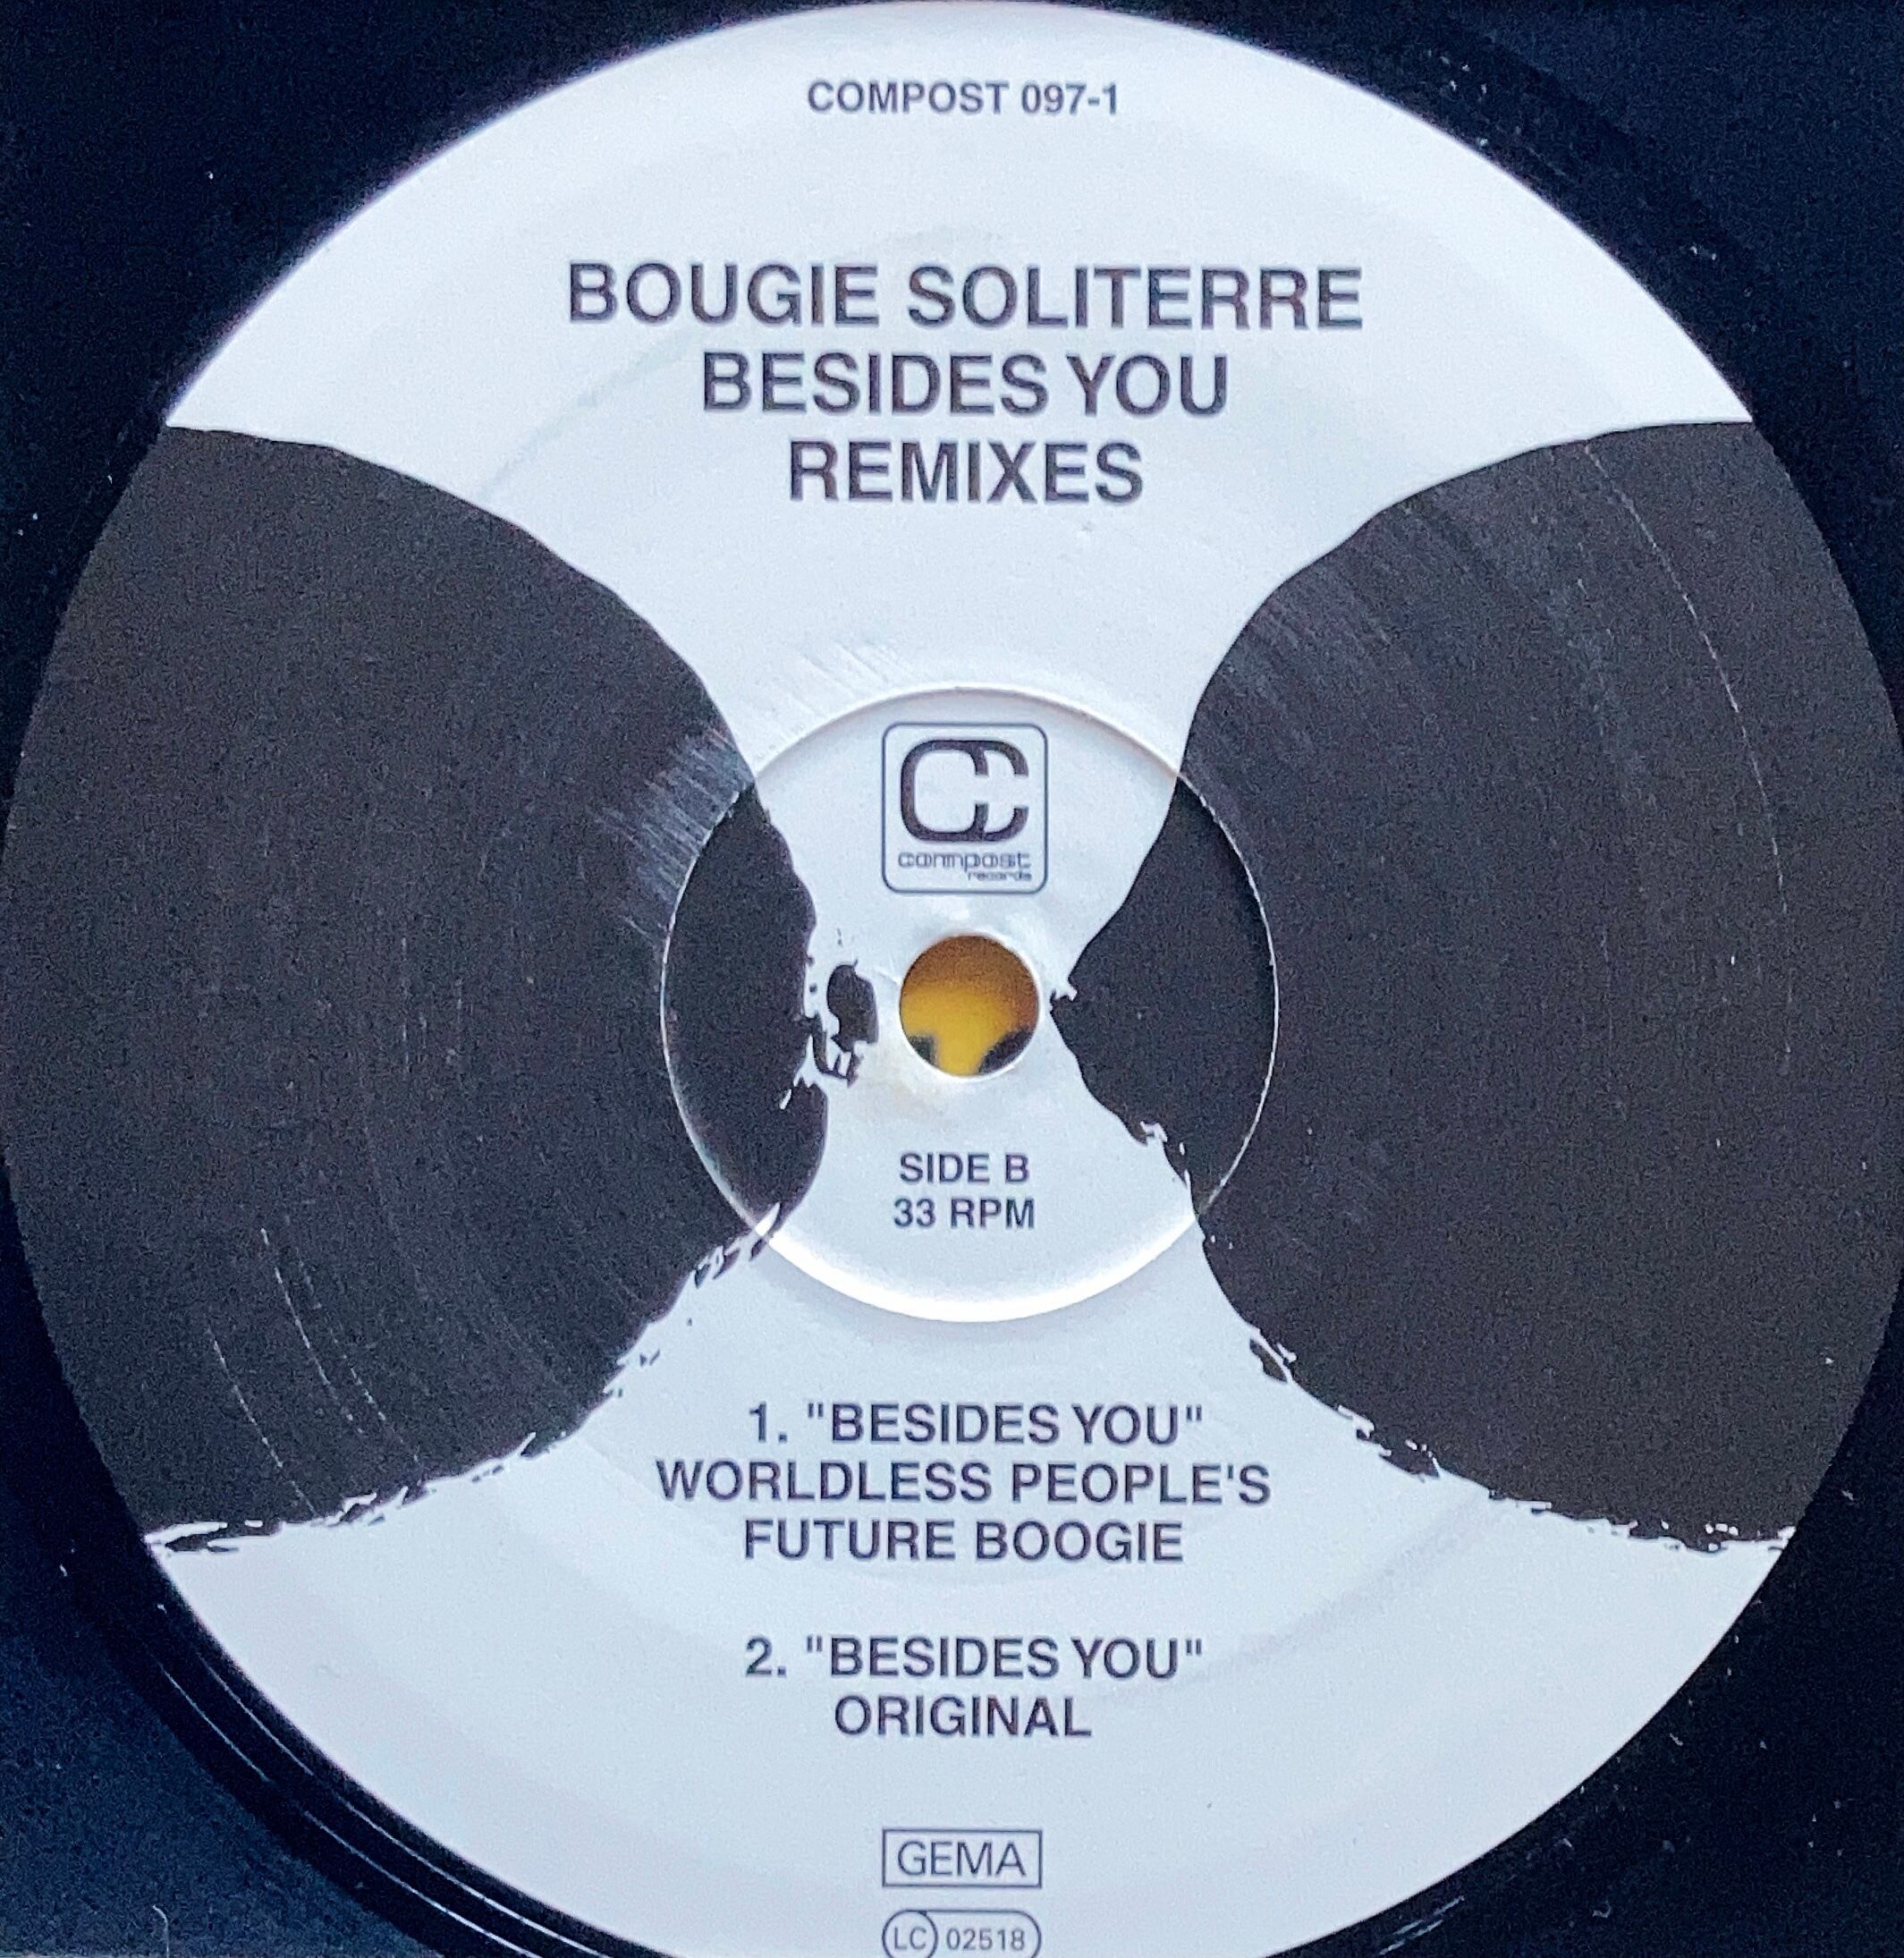 COMPOST 097-1
BOUGIE SOLITERRE
BESIDES YOU
REMIXES
compost
records
SIDE B
33 RPM
1. "BESIDES YOU"
WORLDLESS PEOPLE'S
FUTURE BOOGIE
2. "BESIDES YOU"
ORIGINAL
GEMA
LC 02518